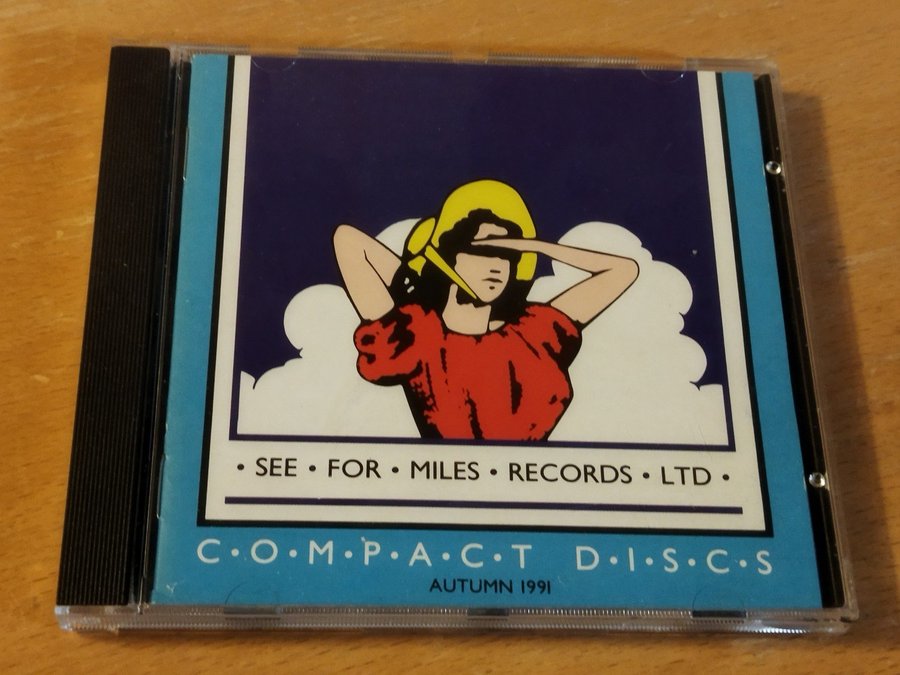 • SEE • FOR • MILES • RECORDS • LTD •
C•O•M•P•A•C•T D•I•S•C•S
AUTUMN 1991